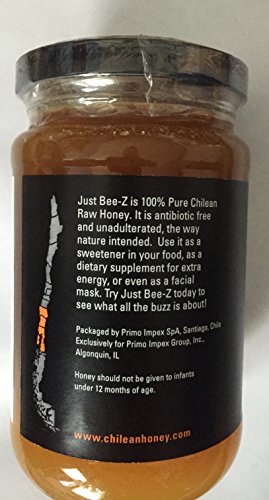 Just Bee-Z is 100% Pure Chilean
Raw Honey. It is antibiotic free
and unadulterated, the way
nature intended. Use it as a
sweetener in your food, as a
dietary supplement for extra
energy, or even as a facial
mask. Try Just Bee-Z today to
see what all the buzz is about!
Packaged by Primo Impex SpA, Santiago, Chile
Exclusively for Primo Impex Group, Inc.,
Algonquin, IL
Honey should not be given to infants
under 12 months of age.
www.chileanhoney.com